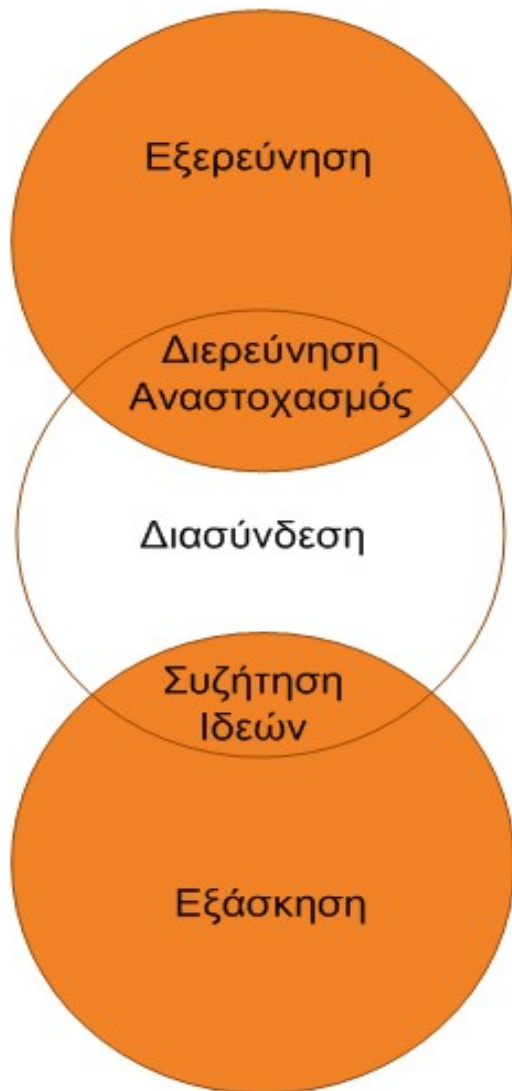 Εξερεύνηση
Διερεύνηση
Αναστοχασμός
Διασύνδεση
Συζήτηση
Ιδεών
Εξάσκηση